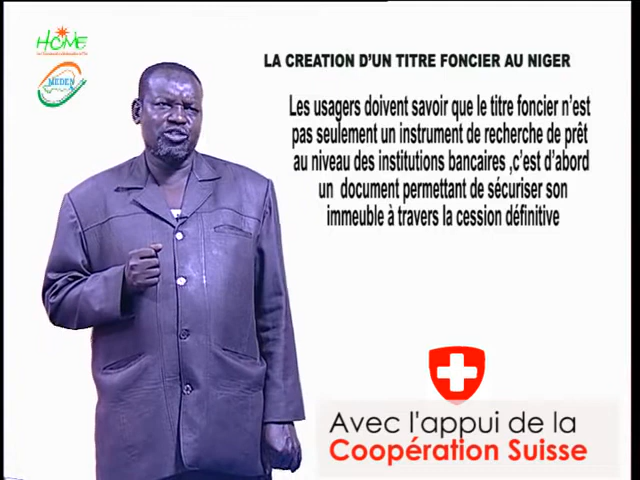 HOME
MEDEN
LA CREATION D'UN TITRE FONCIER AU NIGER
Les usagers doivent savoir que le titre foncier n'est
pas seulement un instrument de recherche de prêt
au niveau des institutions bancaires ,c'est d'abord
un document permettant de sécuriser son
immeuble à travers la cession définitive
Avec l'appui de la
Coopération Suisse